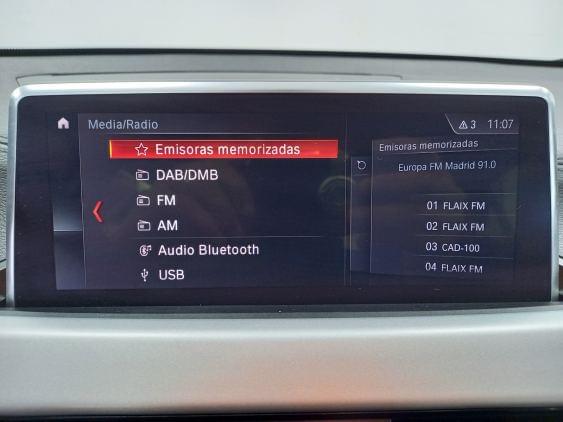 Media/Radio
3 11:07
Emisoras memorizadas
DAB/DMB
FM
AM
Audio Bluetooth
USB
Emisoras memorizadas
Europa FM Madrid 91.0
01 FLAIX FM
02 FLAIX FM
03 CAD-100
04 FLAIX FM